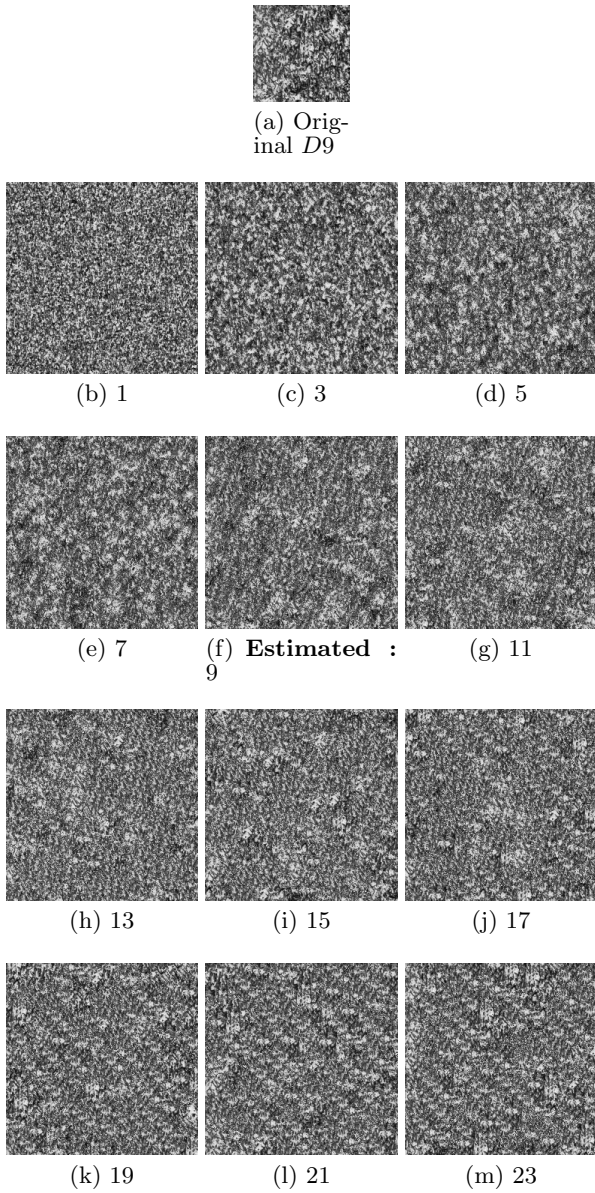 (a) Orig-
inal D9
(b) 1
(c) 3
(d) 5
(e) 7
(f) Estimated :
9
(g) 11
(h) 13
(i) 15
(j) 17
(k) 19
(l) 21
(m) 23